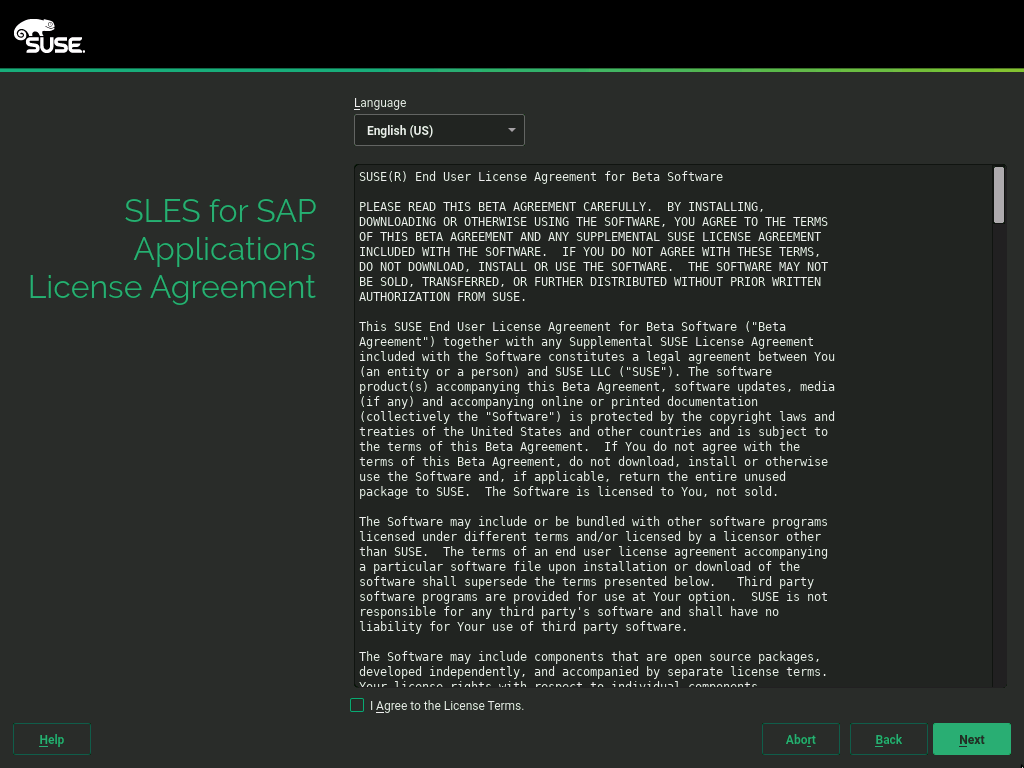 SUSE.
Language
English (US)
SLES for SAP
Applications
License Agreement
SUSE(R) End User License Agreement for Beta Software
PLEASE READ THIS BETA AGREEMENT CAREFULLY.  BY INSTALLING,
DOWNLOADING OR OTHERWISE USING THE SOFTWARE, YOU AGREE TO THE TERMS
OF THIS BETA AGREEMENT AND ANY SUPPLEMENTAL SUSE LICENSE AGREEMENT
INCLUDED WITH THE SOFTWARE.  IF YOU DO NOT AGREE WITH THESE TERMS,
DO NOT DOWNLOAD, INSTALL OR USE THE SOFTWARE.  THE SOFTWARE MAY NOT
BE SOLD, TRANSFERRED, OR FURTHER DISTRIBUTED WITHOUT PRIOR WRITTEN
AUTHORIZATION FROM SUSE.
This SUSE End User License Agreement for Beta Software ("Beta
Agreement") together with any Supplemental SUSE License Agreement
included with the Software constitutes a legal agreement between You
(an entity or a person) and SUSE LLC ("SUSE"). The software
product(s) accompanying this Beta Agreement, software updates, media
(if any) and accompanying online or printed documentation
(collectively the "Software") is protected by the copyright laws and
treaties of the United States and other countries and is subject to
the terms of this Beta Agreement.  If You do not agree with the
terms of this Beta Agreement, do not download, install or otherwise
use the Software and, if applicable, return the entire unused
package to SUSE.  The Software is licensed to You, not sold.
The Software may include or be bundled with other software programs
licensed under different terms and/or licensed by a licensor other
than SUSE.  The terms of an end user license agreement accompanying
a particular software file upon installation or download of the
software shall supersede the terms presented below.   Third party
software programs are provided for use at Your option.  SUSE is not
responsible for any third party's software and shall have no
liability for Your use of third party software.
The Software may include components that are open source packages,
developed independently, and accompanied by separate license terms.
Your license rights with respect to individual components
I Agree to the License Terms.
Help
Abort
Back
Next